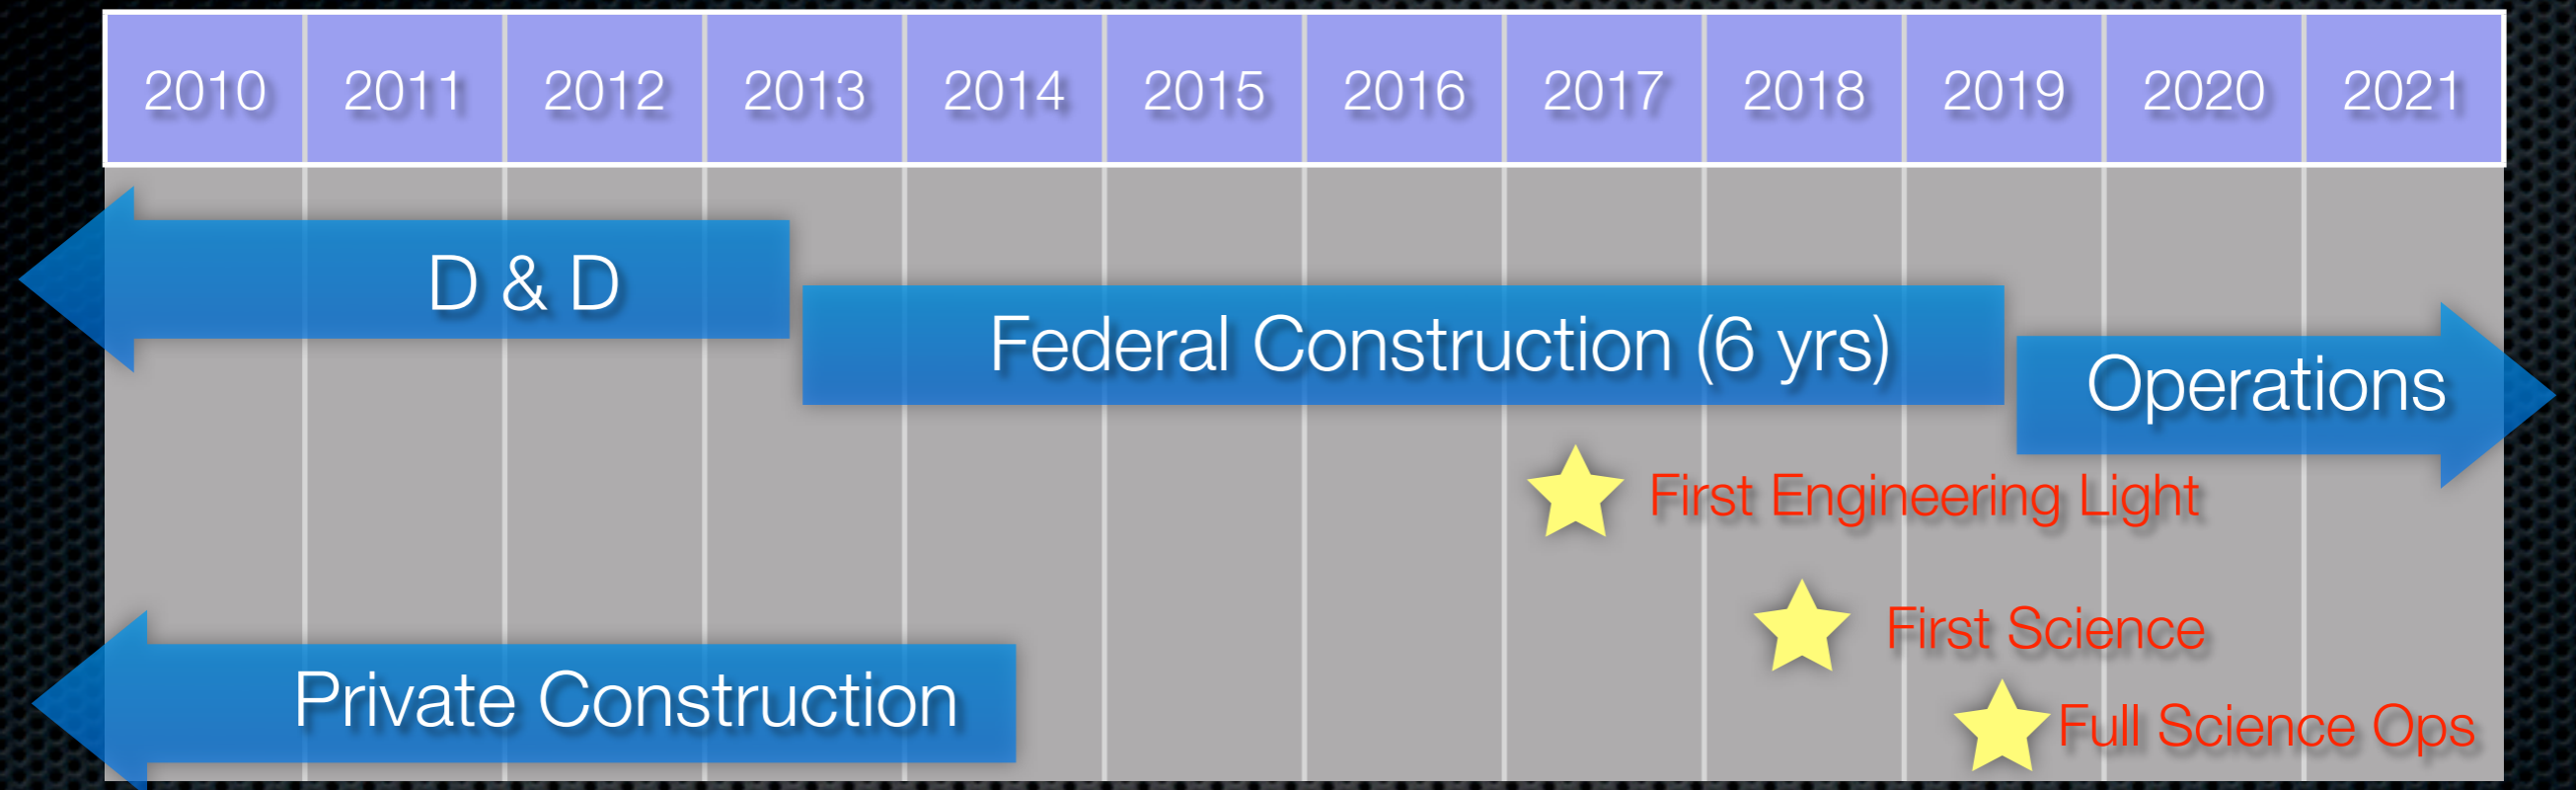 2010 2011 2012 2013 2014 2015 2016 2017 2018 2019 2020 2021
D & D
Federal Construction (6 yrs)
Operations
First Engineering Light
First Science
Private Construction
Full Science Ops